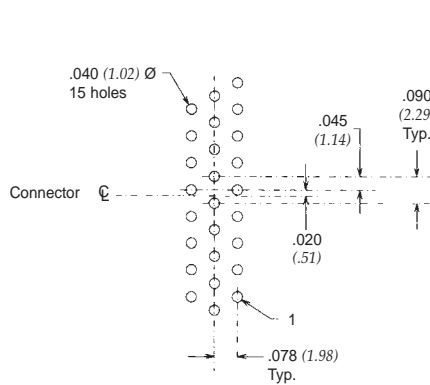 .040 (1.02) Ø
15 holes
.090
(2.29
Typ.
.045
(1.14)
Connector ℄
.020
(.51)
1
.078 (1.98)
Typ.